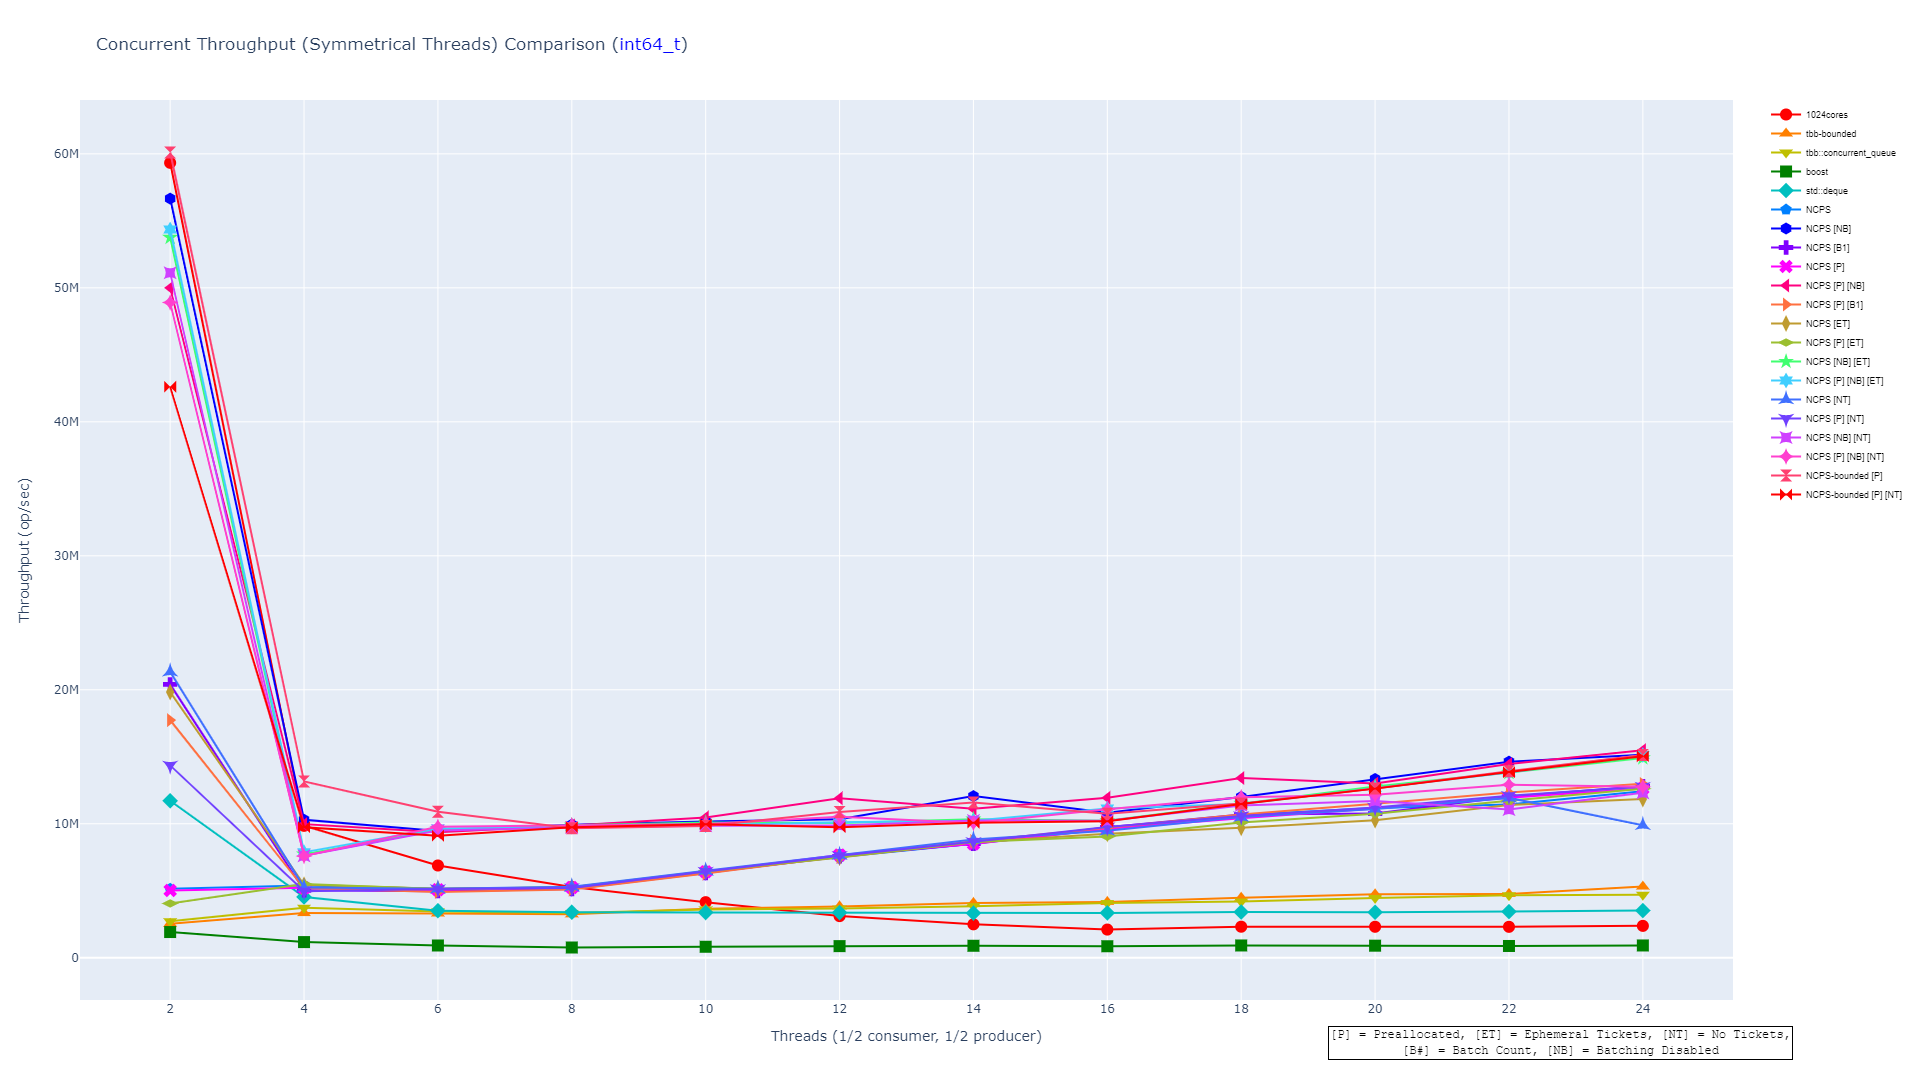 Concurrent Throughput (Symmetrical Threads) Comparison (int64_t)
1024cores
tbb-bounded
tbb::concurrent_queue
boost
std::deque
NCPS
NCPS [NB]
NCPS [B1]
NCPS [P]
NCPS [P] [NB]
NCPS [P] [B1]
NCPS [ET]
NCPS [P] [ET]
NCPS [NB] [ET]
NCPS [P] [NB] [ET]
NCPS [NT]
NCPS [P] [NT]
NCPS [NB] [NT]
NCPS [P] [NB] [NT]
NCPS-bounded [P]
NCPS-bounded [P] [NT]
60M
50M
40M
30M
20M
10M
0
Throughput (op/sec)
2 4 6 8 10 12 14 16 18 20 22 24
Threads (1/2 consumer, 1/2 producer)
[P] = Preallocated, [ET] = Ephemeral Tickets, [NT] = No Tickets,
[B#] = Batch Count, [NB] = Batching Disabled